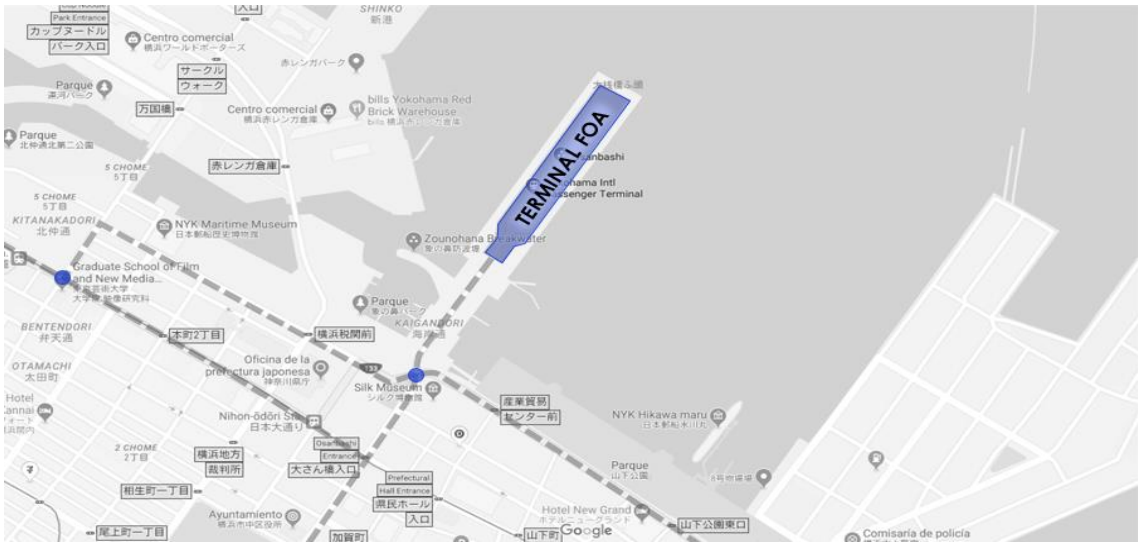 入口
SHINKO
新港
Park Entrance
カップヌードル
パーク入口
Centro comercial
横浜ワールドポーターズ
赤レンガパーク
サークル
ウォーク
Parque
万国橋
Centro comercial
横浜赤レンガ倉庫
bills Yokohama Red
Brick Warehouse
bills 横浜赤レンガ倉庫
TERMINAL FOA
Parque
北仲通北第二公園
5 CHOME
5丁目
赤レンガ倉庫
Terminal
5 CHOME
5丁目
KITANAKADORI
北仲通
NYK Maritime Museum
日本郵船歴史博物館
Zounohana Breakwater
象の鼻防波堤
Graduate School of Film
and New Media...
Parque
象の鼻パーク
KAIGANDORI
海岸通
BENTENDORI
弁天通
本町2丁目
横浜税関前
OTAMACHI
太田町
Oficina de la
prefectura japonesa
神奈川県庁
133
Silk Museum
シルク博物館
産業貿易
センター前
Hotel
Nihon-ōdōri Sta.
日本大通り
NYK Hikawa maru
日本郵船氷川丸
2 CHOME
2丁目
横浜地方
裁判所
Osanbashi
Entrance
大さん橋入口
Prefectural
Hall Entrance
県民ホール
入口
Parque
山下公園
相生町一丁目
Ayuntamiento
横浜市中区役所
Hotel New Grand
ホテルニューグランド
山下公園東口
尾上町一丁目
加賀町
山下町
Google
Comisaría de policía